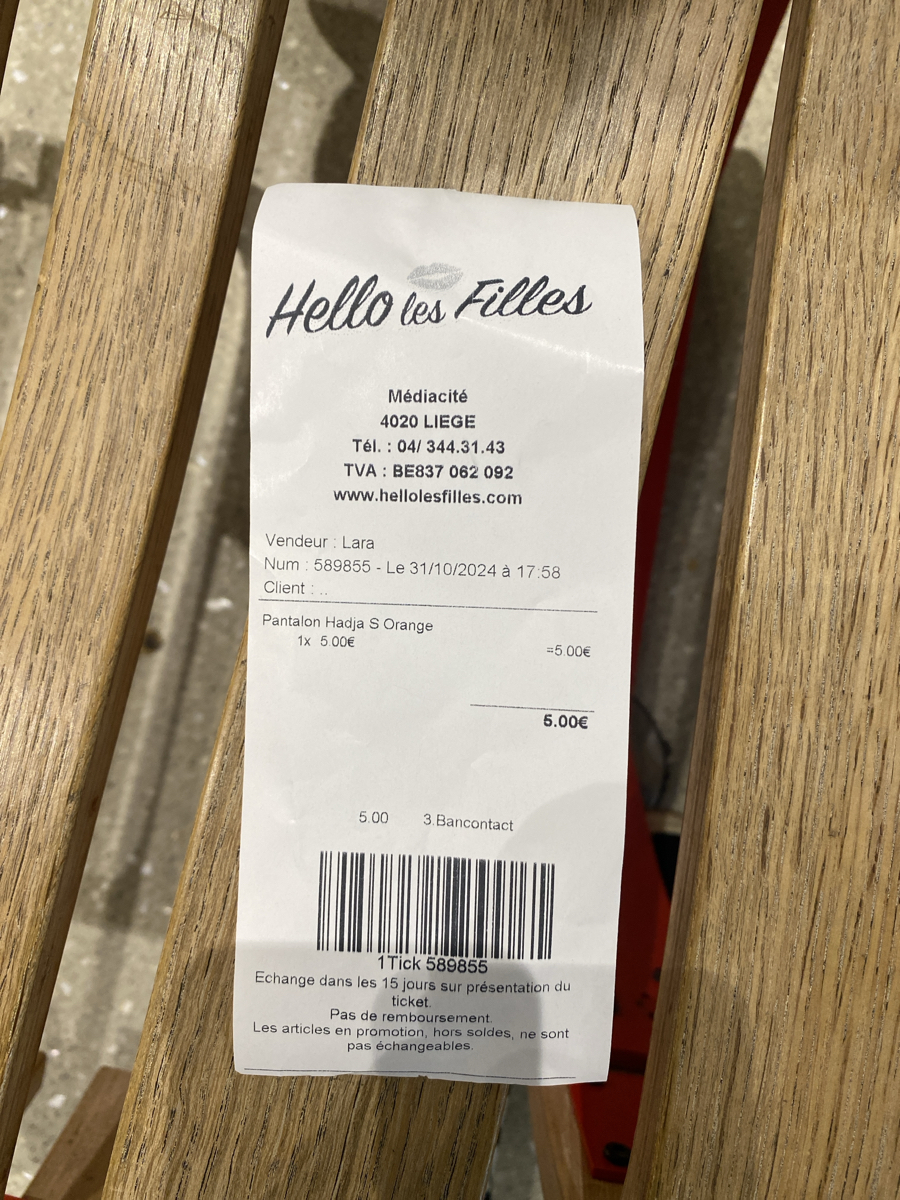 Hello les Filles
Médiacité
4020 LIEGE
Tél. : 04/ 344.31.43
TVA : BE837 062 092
www.hellolesfilles.com
Vendeur : Lara
Num : 589855 - Le 31/10/2024 à 17:58
Client : ..
Pantalon Hadja S Orange
1x 5.00€ =5.00€
5.00€
5.00 3.Bancontact
1Tick 589855
Echange dans les 15 jours sur présentation du
ticket.
Pas de remboursement.
Les articles en promotion, hors soldes, ne sont
pas échangeables.